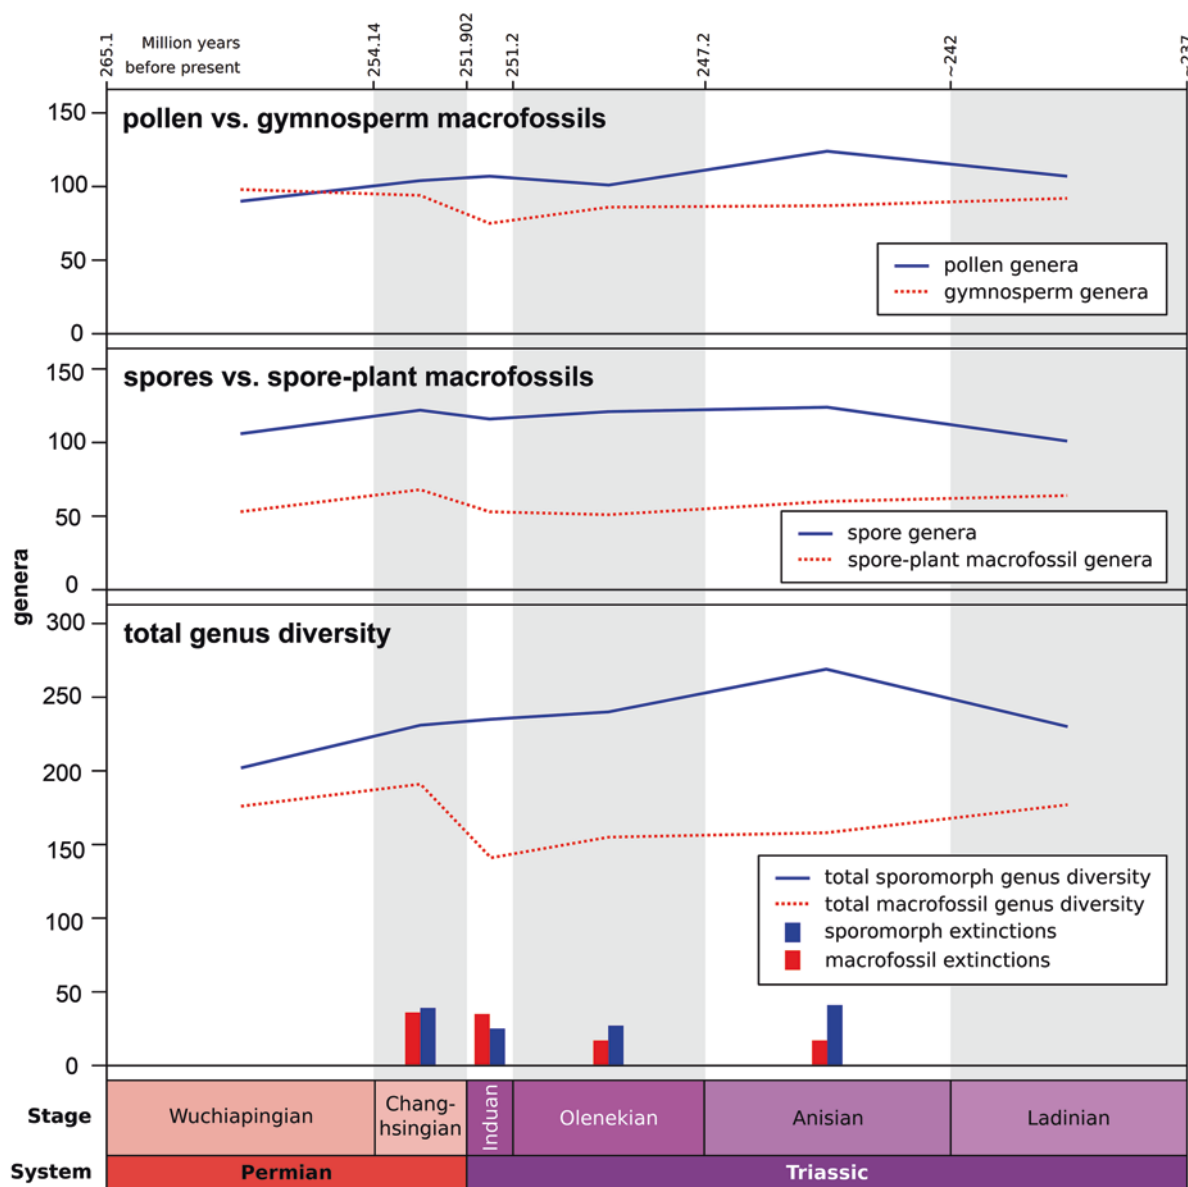 265.1
Million years
before present
254.14
251.902
251.2
247.2
~242
~237
pollen vs. gymnosperm macrofossils
150
100
50
0
pollen genera
gymnosperm genera
spores vs. spore-plant macrofossils
150
100
50
0
spore genera
spore-plant macrofossil genera
genera
total genus diversity
300
250
200
150
100
50
0
total sporomorph genus diversity
total macrofossil genus diversity
sporomorph extinctions
macrofossil extinctions
Stage
Wuchiapingian
Chang-
hsingian
Induan
Olenekian
Anisian
Ladinian
System
Permian
Triassic